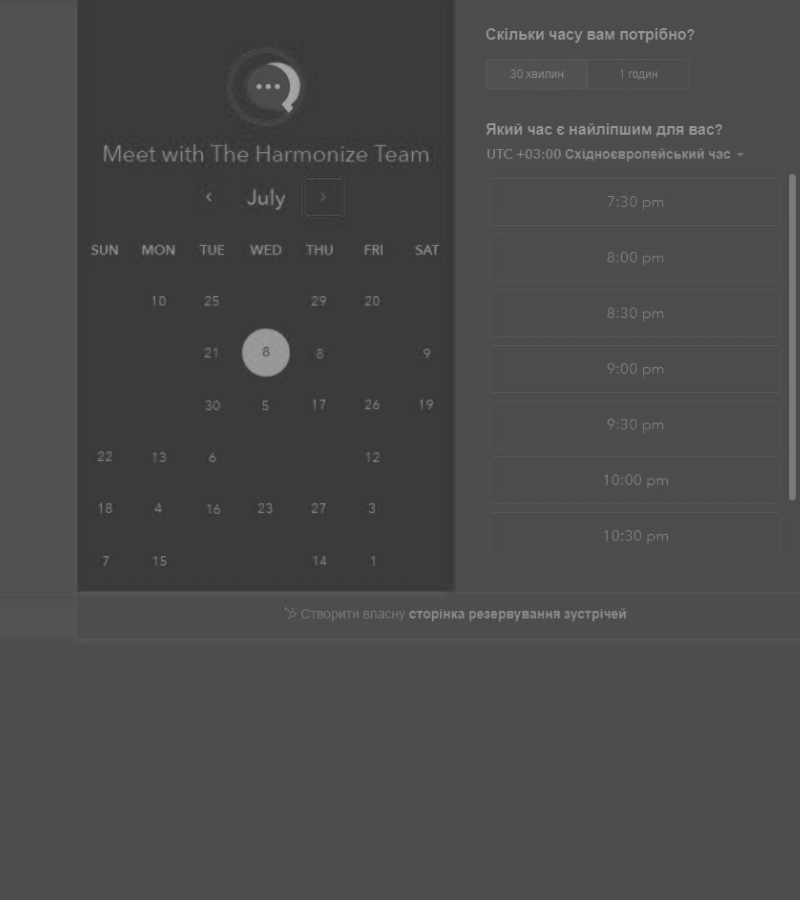 Meet with The Harmonize Team
July
SUN MON TUE WED THU FRI SAT
10 25 29 20
21 8 8 9
30 5 17 26 19
22 13 6 12
18 4 16 23 27 3
7 15 14 1
Скільки часу вам потрібно?
30 хвилин 1 годин
Який час є найліпшим для вас?
UTC +03:00 Східноєвропейський час
7:30 pm
8:00 pm
8:30 pm
9:00 pm
9:30 pm
10:00 pm
10:30 pm
Створити власну сторінка резервування зустрічей